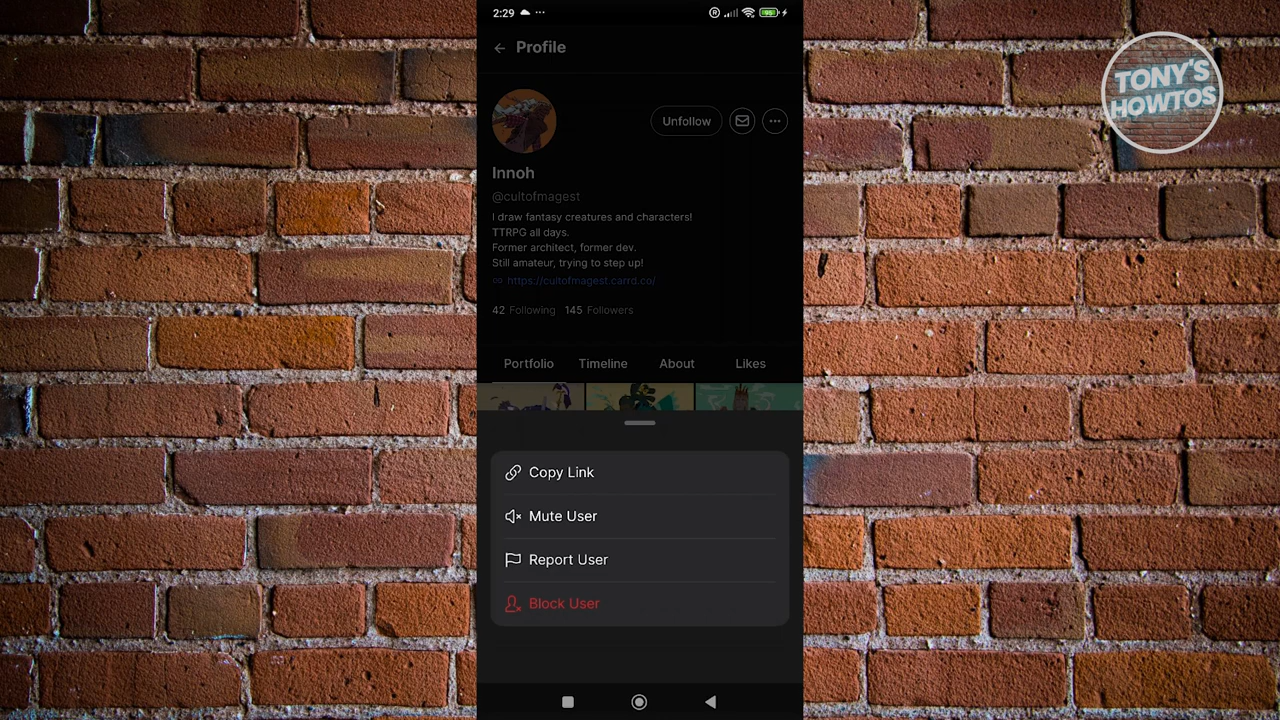 2:29
Profile
TONY'S
HOWTOS
Unfollow
Innoh
@cultofmagest
I draw fantasy creatures and characters!
TTRPG all days.
Former architect, former dev.
Still amateur, trying to step up!
https://cultofmagest.carrd.co/
42 Following 145 Followers
Portfolio Timeline About Likes
Copy Link
Mute User
Report User
Block User